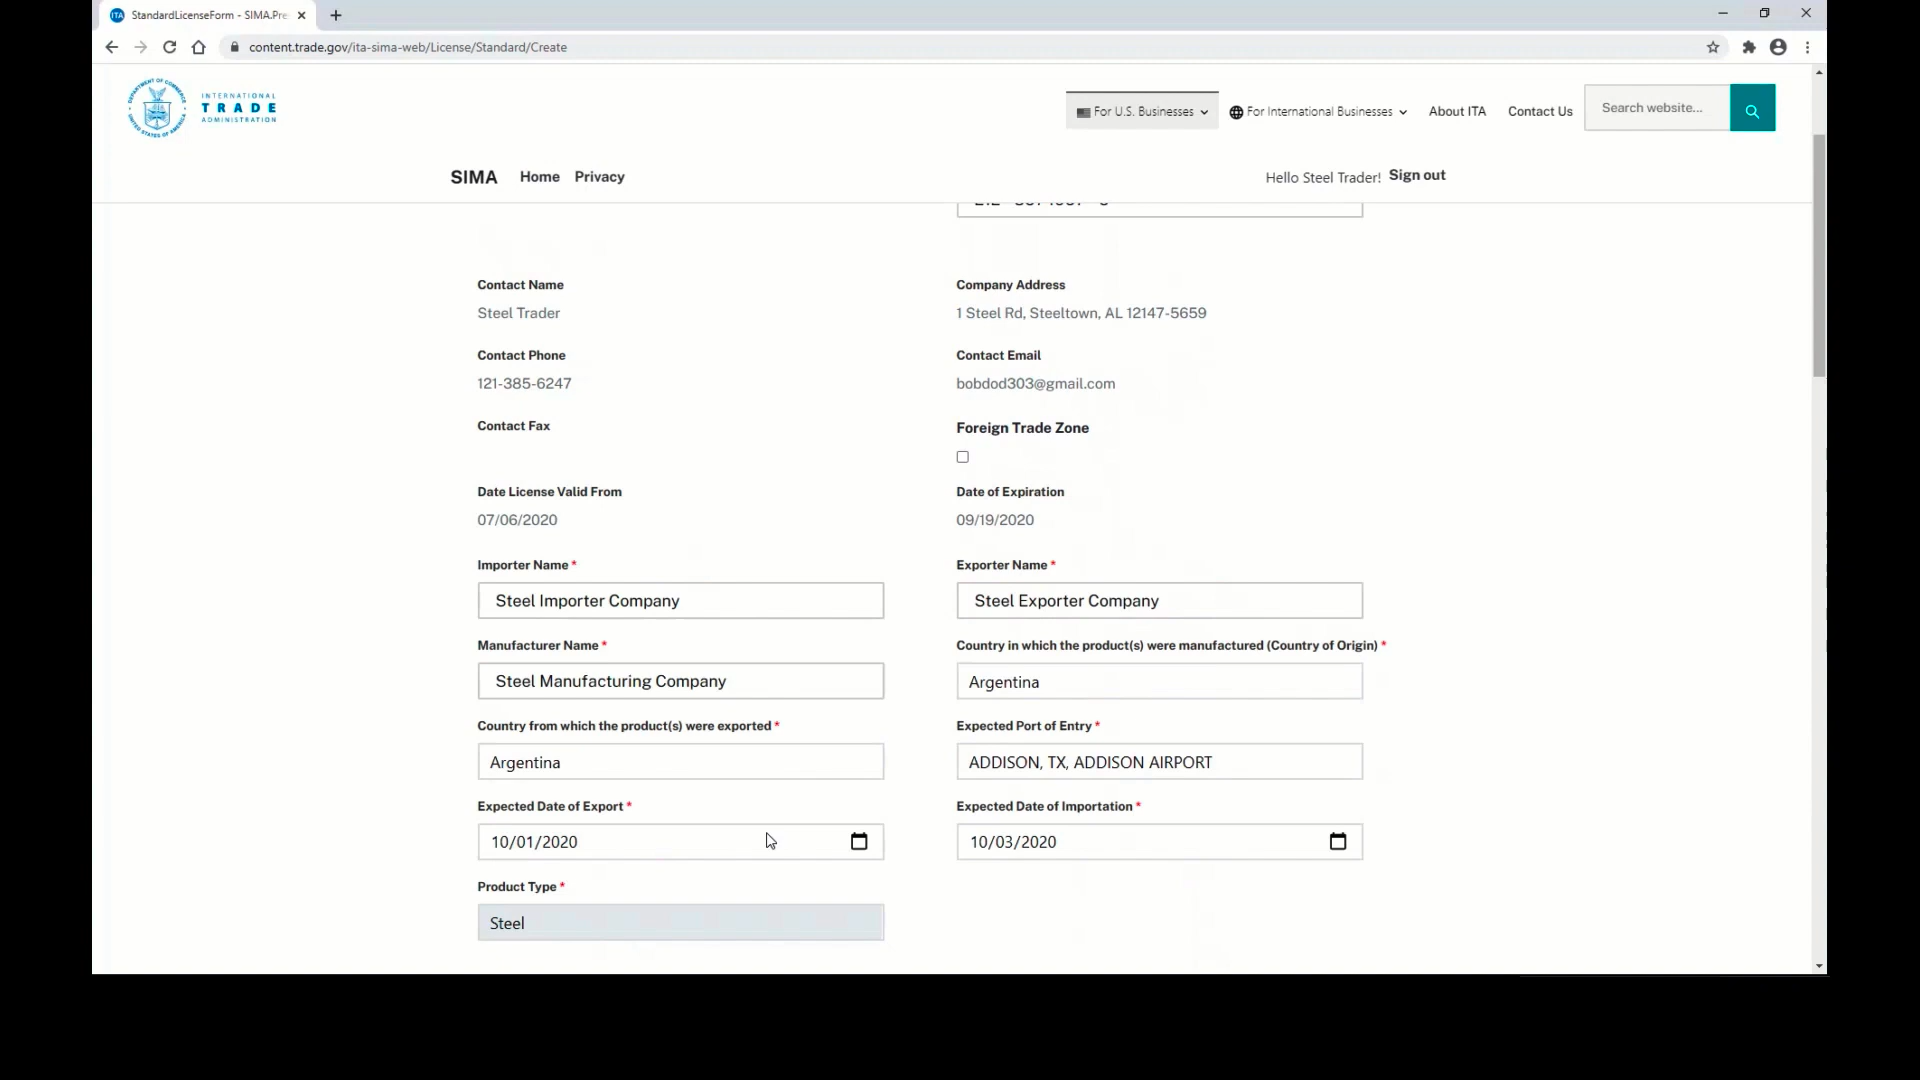 StandardLicenseForm - SIMA.Pre
content.trade.gov/ita-sima-web/License/Standard/Create
DEPARTMENT OF COMMERCE
UNITED STATES OF AMERICA
INTERNATIONAL
TRADE
ADMINISTRATION
For U.S. Businesses
For International Businesses
About ITA
Contact Us
Search website...
SIMA
Home
Privacy
Hello Steel Trader!
Sign out
Contact Name
Company Address
Steel Trader
1 Steel Rd, Steeltown, AL 12147-5659
Contact Phone
Contact Email
121-385-6247
bobdod303@gmail.com
Contact Fax
Foreign Trade Zone
Date License Valid From
Date of Expiration
07/06/2020
09/19/2020
Importer Name *
Exporter Name *
Steel Importer Company
Steel Exporter Company
Manufacturer Name *
Country in which the product(s) were manufactured (Country of Origin) *
Steel Manufacturing Company
Argentina
Country from which the product(s) were exported *
Expected Port of Entry *
Argentina
ADDISON, TX, ADDISON AIRPORT
Expected Date of Export *
Expected Date of Importation *
10/01/2020
10/03/2020
Product Type *
Steel